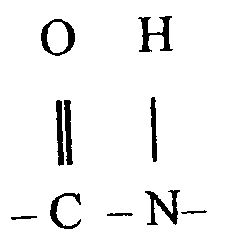 O H
‖ |
– C – N –